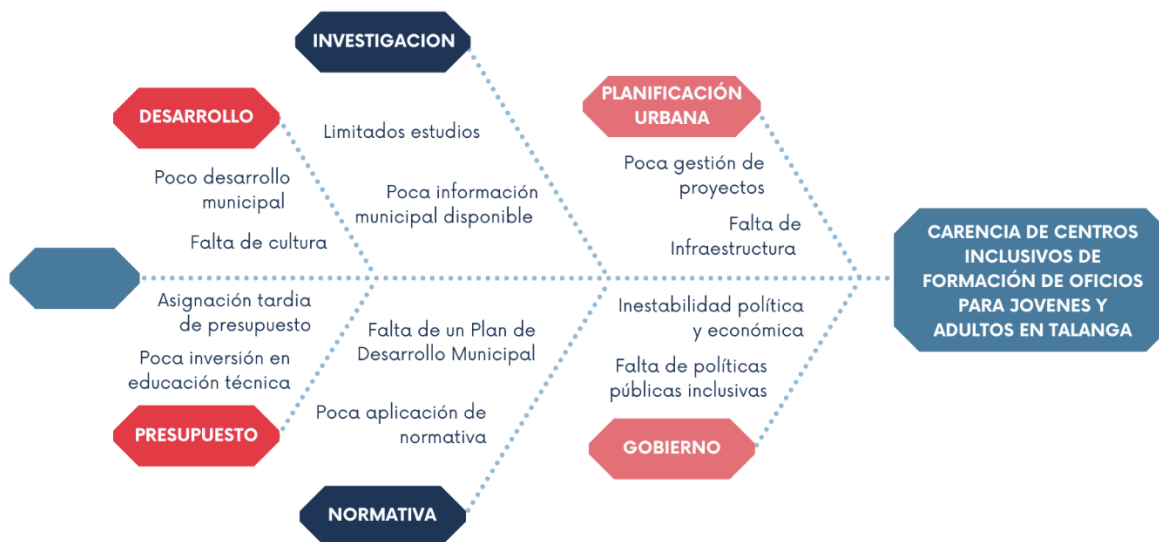 INVESTIGACION
DESARROLLO
PLANIFICACIÓN
URBANA
Limitados estudios
Poco desarrollo
municipal
Poca información
municipal disponible
Poca gestión de
proyectos
Falta de cultura
Falta de
Infraestructura
CARENCIA DE CENTROS
INCLUSIVOS DE
FORMACIÓN DE OFICIOS
PARA JOVENES Y
ADULTOS EN TALANGA
Asignación tardia
de presupuesto
Poca inversión en
educación técnica
Falta de un Plan de
Desarrollo Municipal
Poca aplicación de
normativa
Inestabilidad política
y económica
Falta de políticas
públicas inclusivas
PRESUPUESTO
GOBIERNO
NORMATIVA